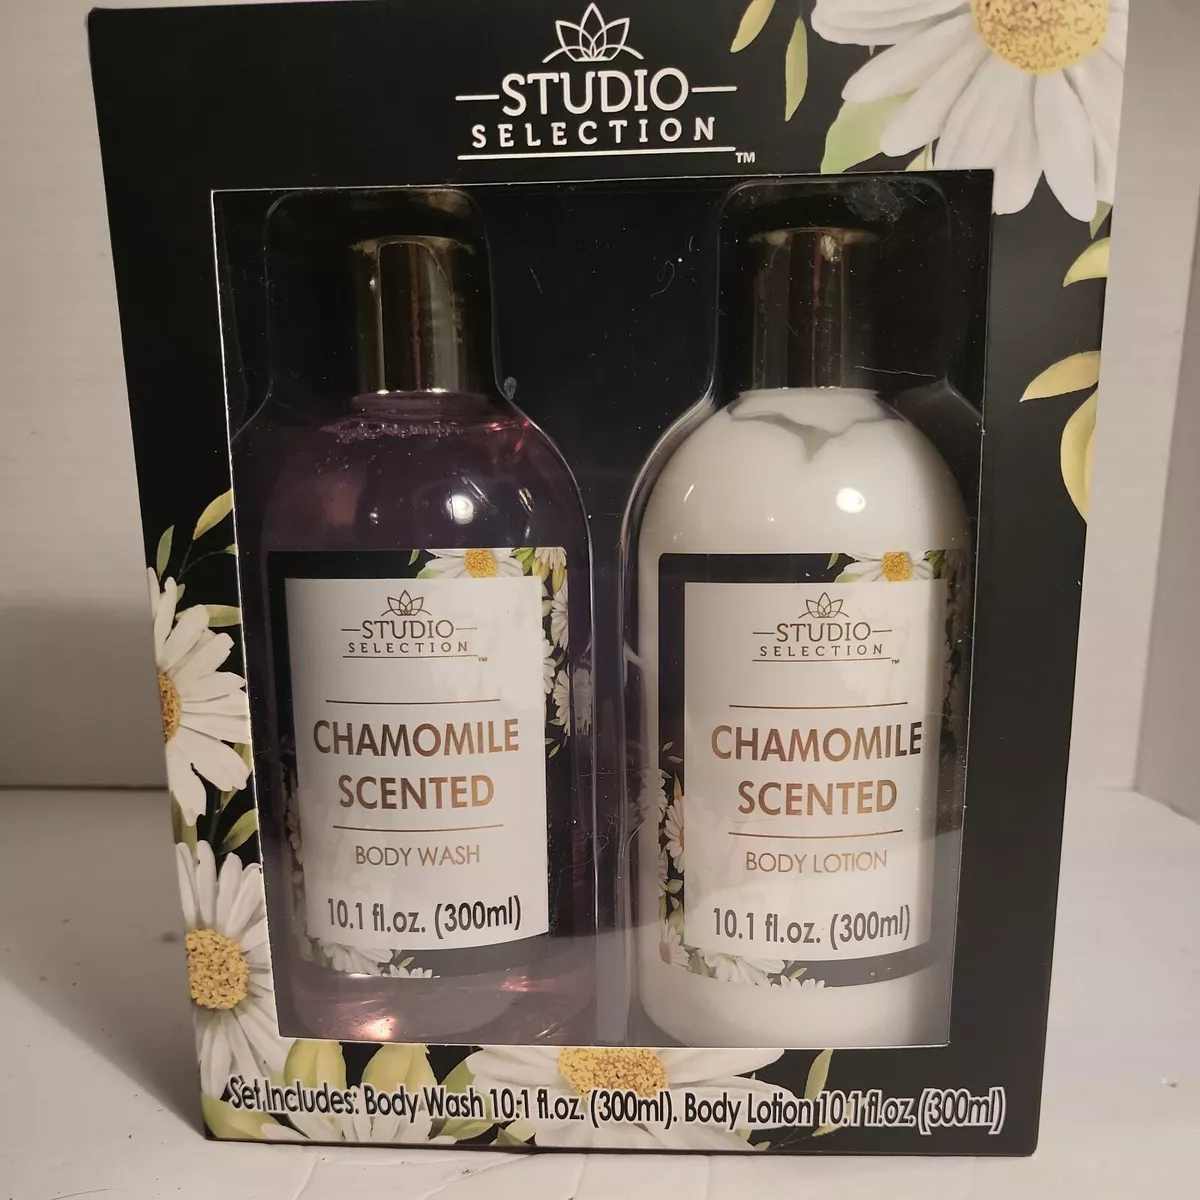 STUDIO
SELECTION
TM
STUDIO
SELECTION
TM
CHAMOMILE
SCENTED
BODY WASH
10.1 fl.oz. (300ml)
STUDIO
SELECTION
TM
CHAMOMILE
SCENTED
BODY LOTION
10.1 fl.oz. (300ml)
Set Includes: Body Wash 10.1 fl.oz. (300ml). Body Lotion 10.1 fl.oz. (300ml)